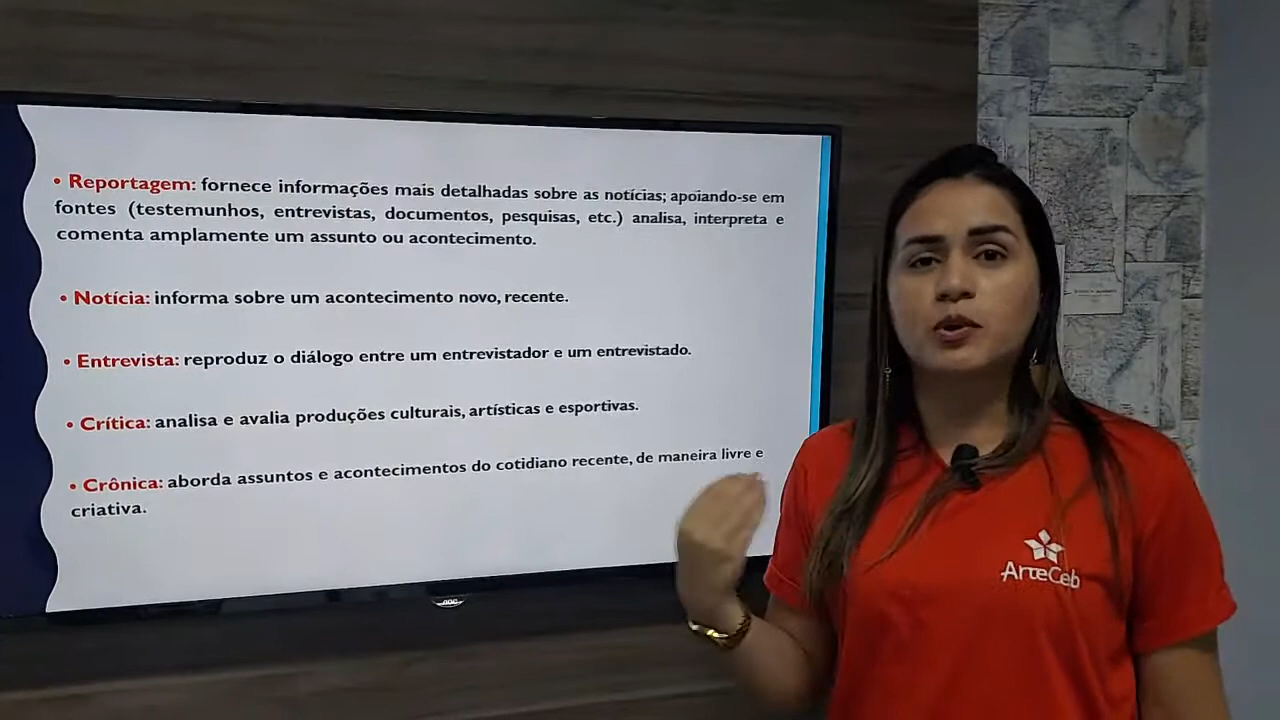 • Reportagem: fornece informações mais detalhadas sobre as notícias; apoiando-se em
fontes (testemunhos, entrevistas, documentos, pesquisas, etc.) analisa, interpreta e
comenta amplamente um assunto ou acontecimento.
• Notícia: informa sobre um acontecimento novo, recente.
• Entrevista: reproduz o diálogo entre um entrevistador e um entrevistado.
• Crítica: analisa e avalia produções culturais, artísticas e esportivas.
• Crônica: aborda assuntos e acontecimentos do cotidiano recente, de maneira livre e
criativa.
AOC
ArteCeb